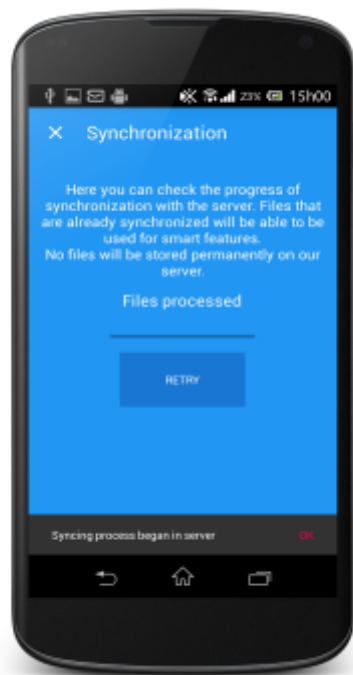 23% 15h00
Synchronization
Here you can check the progress of
synchronization with the server. Files that
are already synchronized will be able to be
used for smart features.
No files will be stored permanently on our
server.
Files processed
RETRY
Syncing process began in server OK